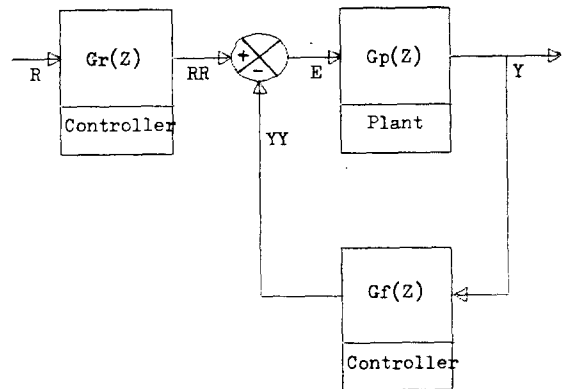 Gr(Z)
Controller
R
RR
+
-
E
Gp(Z)
Plant
Y
YY
Gf(Z)
Controller